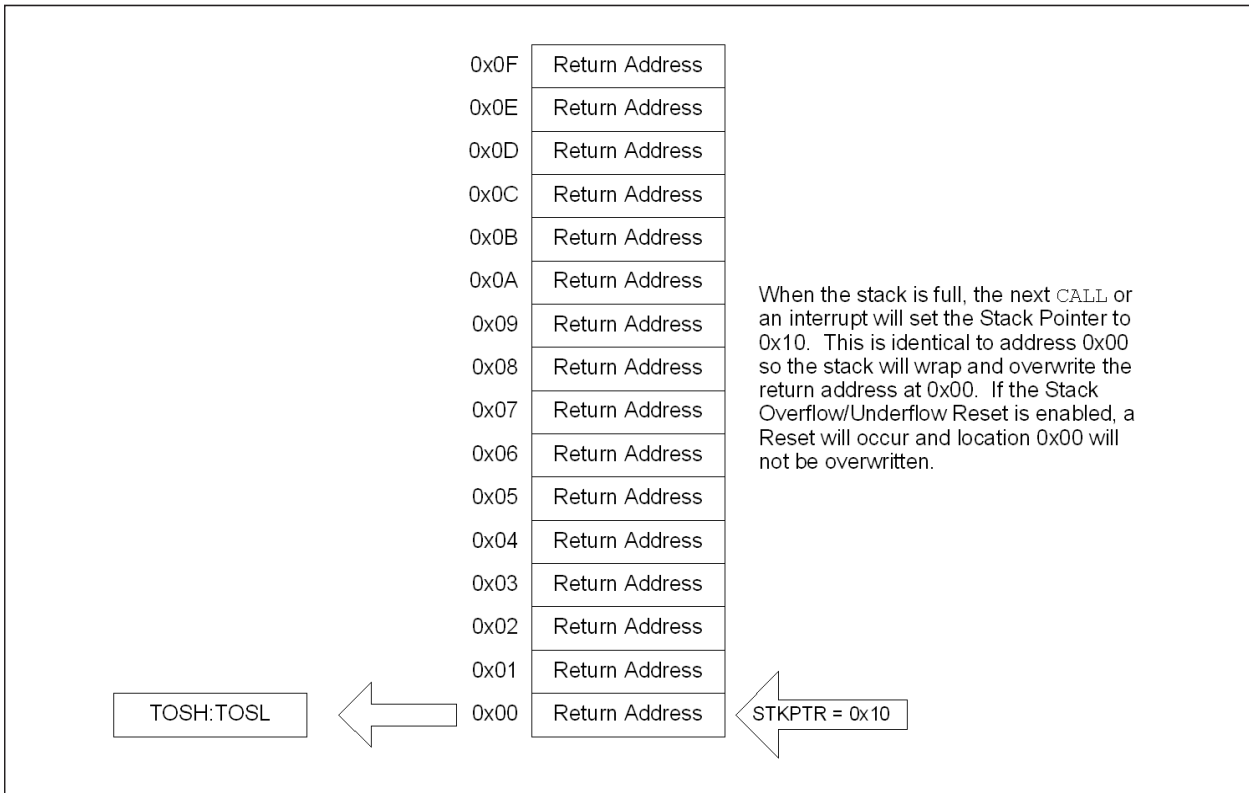 0x0F Return Address
0x0E Return Address
0x0D Return Address
0x0C Return Address
0x0B Return Address
0x0A Return Address
0x09 Return Address
0x08 Return Address
0x07 Return Address
0x06 Return Address
0x05 Return Address
0x04 Return Address
0x03 Return Address
0x02 Return Address
0x01 Return Address
TOSH:TOSL 0x00 Return Address STKPTR = 0x10
When the stack is full, the next CALL or
an interrupt will set the Stack Pointer to
0x10. This is identical to address 0x00
so the stack will wrap and overwrite the
return address at 0x00. If the Stack
Overflow/Underflow Reset is enabled, a
Reset will occur and location 0x00 will
not be overwritten.